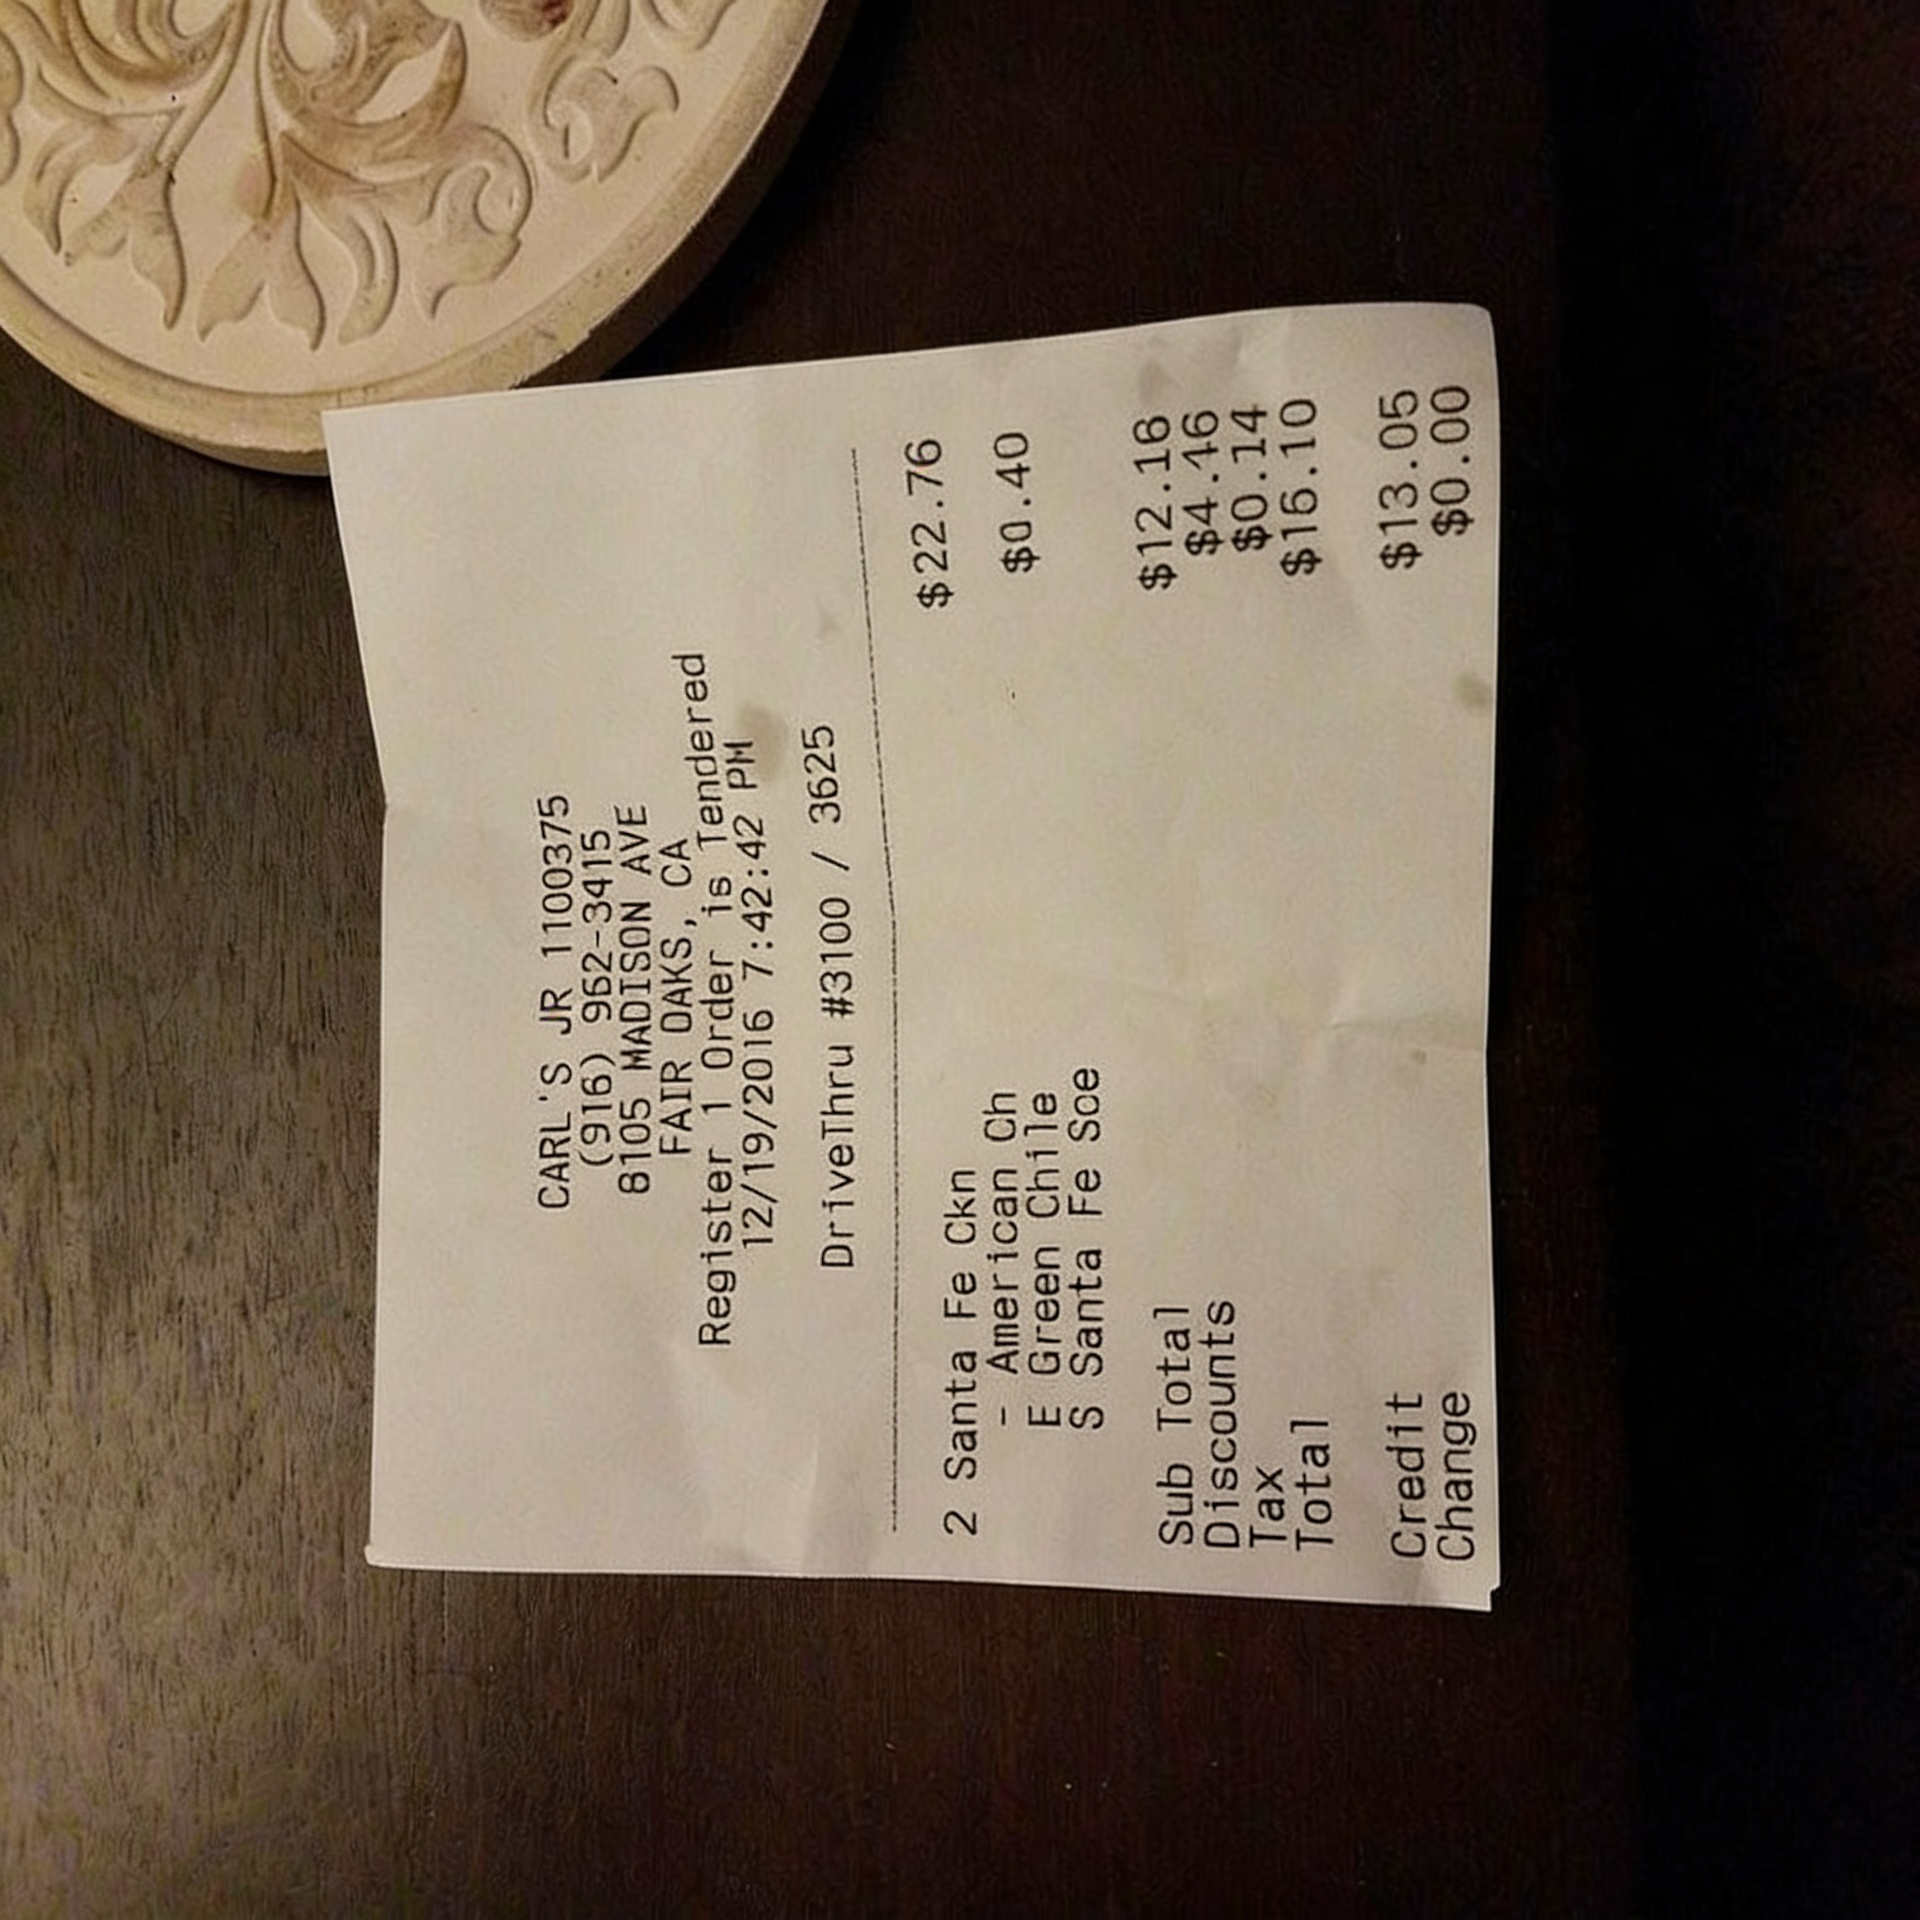 CARL'S JR 1100375
(916) 962-3415
8105 MADISON AVE
FAIR OAKS, CA
Register 1 Order is Tendered
12/19/2016 7:42:42 PM
DriveThru #3100 / 3625
2 Santa Fe Ckn $22.76
- American Ch
E Green Chile $0.40
S Santa Fe Sce
Sub Total $12.16
Discounts $4.46
Tax $0.14
Total $16.10
Credit $13.05
Change $0.00